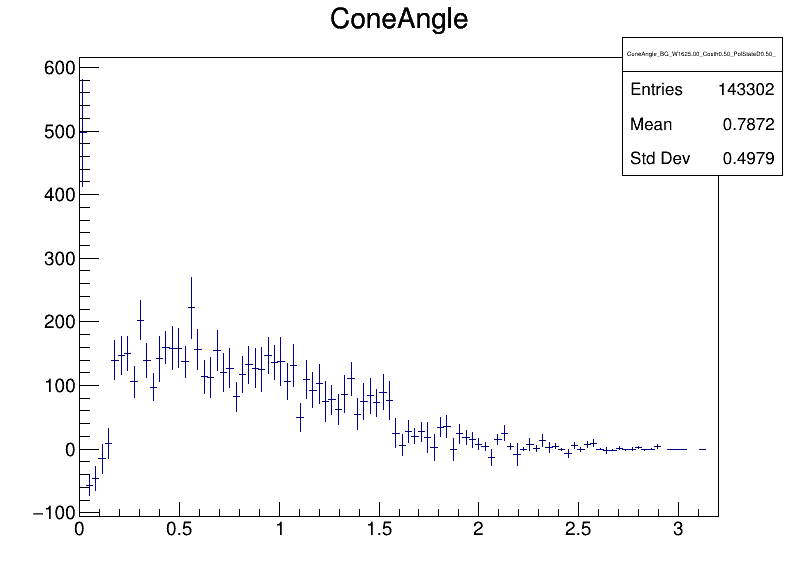 ConeAngle
ConeAngle_BG_W1625.00_Costh0.50_PolStateD0.50_
Entries 143302
Mean 0.7872
Std Dev 0.4979
600
500
400
300
200
100
0
−100
0 0.5 1 1.5 2 2.5 3